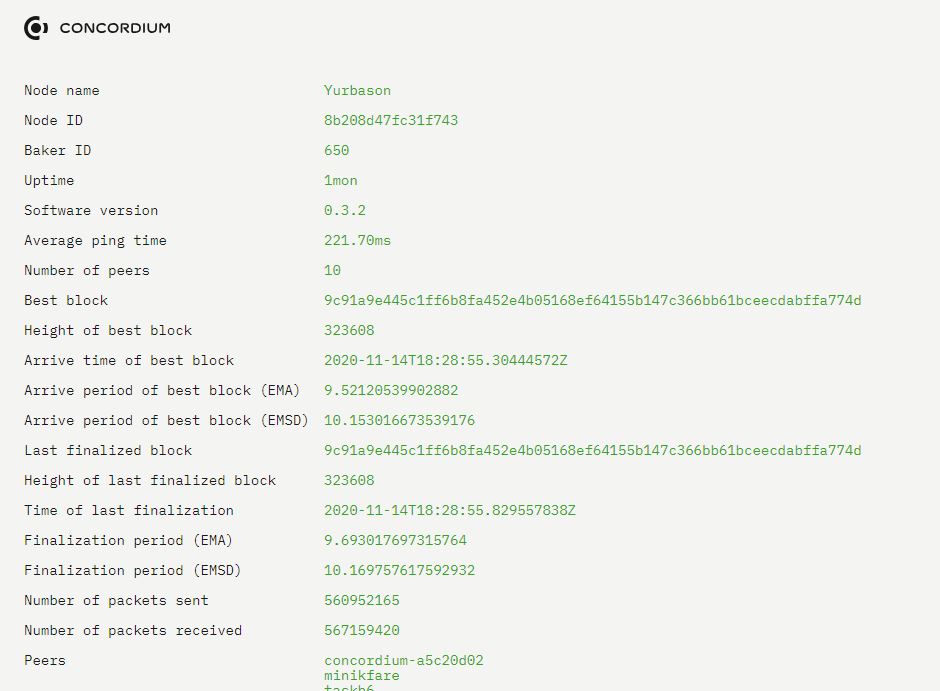 CONCORDIUM
Node name Yurbason
Node ID 8b208d47fc31f743
Baker ID 650
Uptime 1mon
Software version 0.3.2
Average ping time 221.70ms
Number of peers 10
Best block 9c91a9e445c1ff6b8fa452e4b05168ef64155b147c366bb61bceecdabffa774d
Height of best block 323608
Arrive time of best block 2020-11-14T18:28:55.30444572Z
Arrive period of best block (EMA) 9.52120539902882
Arrive period of best block (EMSD) 10.153016673539176
Last finalized block 9c91a9e445c1ff6b8fa452e4b05168ef64155b147c366bb61bceecdabffa774d
Height of last finalized block 323608
Time of last finalization 2020-11-14T18:28:55.829557838Z
Finalization period (EMA) 9.693017697315764
Finalization period (EMSD) 10.169757617592932
Number of packets sent 560952165
Number of packets received 567159420
Peers concordium-a5c20d02
minikfare